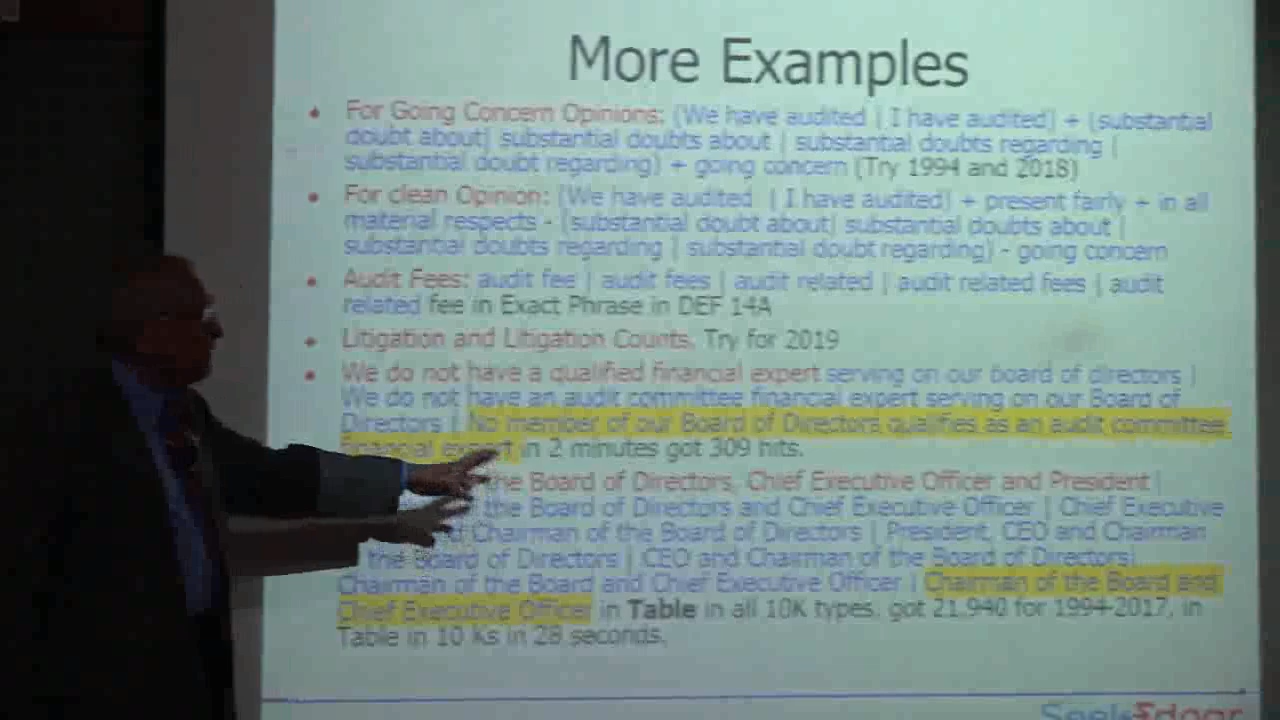 More Examples
• For Going Concern Opinions: (We have audited | I have audited) + (substantial
doubt about| substantial doubts about | substantial doubts regarding |
substantial doubt regarding) + going concern (Try 1994 and 2018)
• For clean Opinion: (We have audited | I have audited) + present fairly + in all
material respects - (substantial doubt about| substantial doubts about |
substantial doubts regarding | substantial doubt regarding) - going concern
• Audit Fees: audit fee | audit fees | audit related | audit related fees | audit
related fee in Exact Phrase in DEF 14A
• Litigation and Litigation Counts. Try for 2019
• We do not have a qualified financial expert serving on our board of directors |
We do not have an audit committee financial expert serving on our Board of
Directors | No member of our Board of Directors qualifies as an audit committee
financial expert in 2 minutes got 309 hits.
the Board of Directors, Chief Executive Officer and President |
the Board of Directors and Chief Executive Officer | Chief Executive
Chairman of the Board of Directors | President, CEO and Chairman
the Board of Directors | CEO and Chairman of the Board of Directors|
Chairman of the Board and Chief Executive Officer | Chairman of the Board and
Chief Executive Officer in Table in all 10K types, got 21,940 for 1994-2017, in
Table in 10 Ks in 28 seconds.